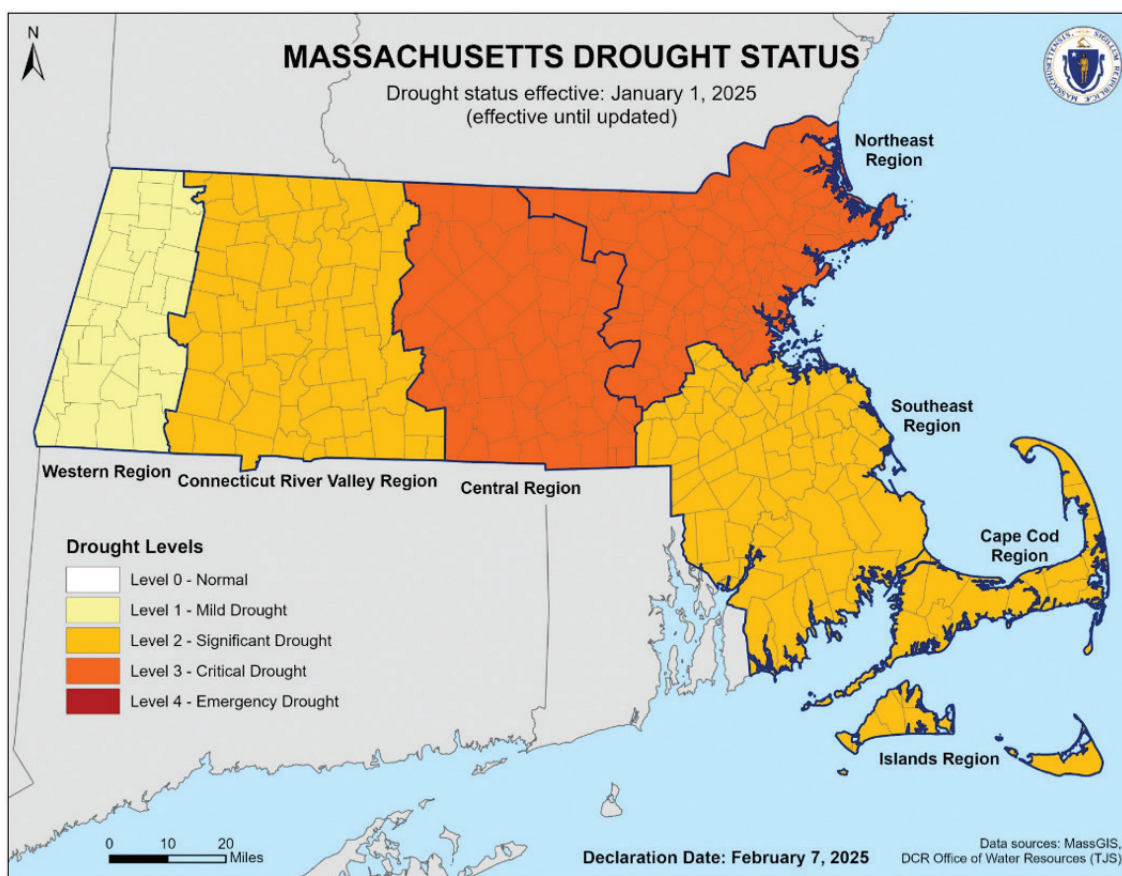 N
MASSACHUSETTS DROUGHT STATUS
Drought status effective: January 1, 2025
(effective until updated)
Northeast
Region
Southeast
Region
Cape Cod
Region
Western Region
Connecticut River Valley Region
Central Region
Islands Region
Drought Levels
Level 0 - Normal
Level 1 - Mild Drought
Level 2 - Significant Drought
Level 3 - Critical Drought
Level 4 - Emergency Drought
0 10 20
Miles
Declaration Date: February 7, 2025
Data sources: MassGIS,
DCR Office of Water Resources (TJS)